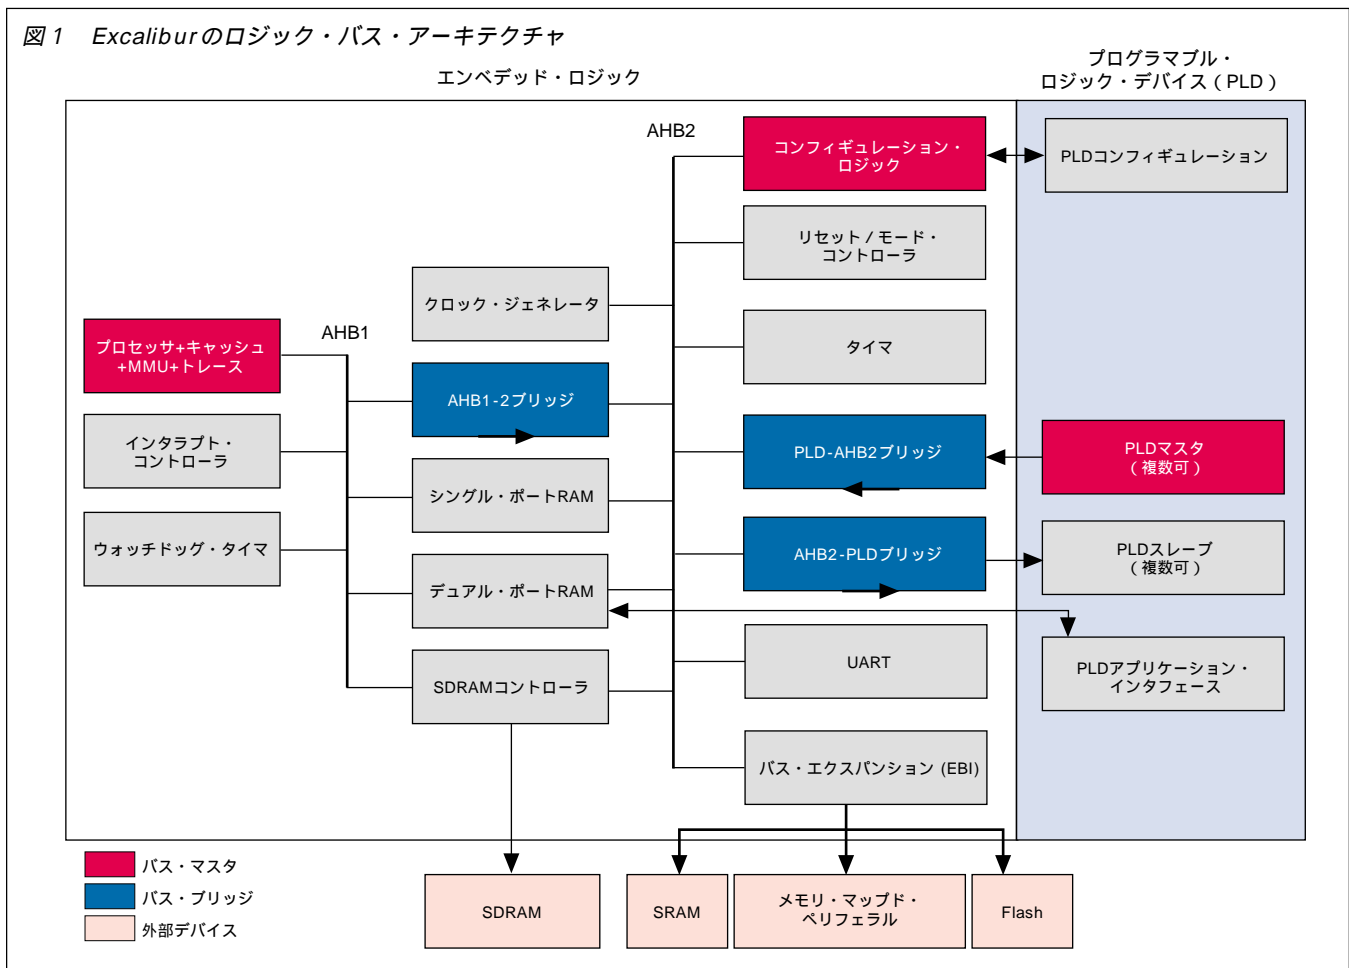 図1 Excaliburのロジック・バス・アーキテクチャ
エンベデッド・ロジック
プログラマブル・
ロジック・デバイス（PLD）
AHB2
コンフィギュレーション・
ロジック
PLDコンフィギュレーション
リセット／モード・
コントローラ
クロック・ジェネレータ
AHB1
プロセッサ+キャッシュ
+MMU+トレース
タイマ
AHB1-2ブリッジ
インタラプト・
コントローラ
PLD-AHB2ブリッジ
PLDマスタ
（複数可）
シングル・ポートRAM
ウォッチドッグ・タイマ
AHB2-PLDブリッジ
PLDスレーブ
（複数可）
デュアル・ポートRAM
UART
PLDアプリケーション・
インタフェース
SDRAMコントローラ
バス・エクスパンション (EBI)
バス・マスタ
バス・ブリッジ
外部デバイス
SDRAM
SRAM
メモリ・マップド・
ペリフェラル
Flash